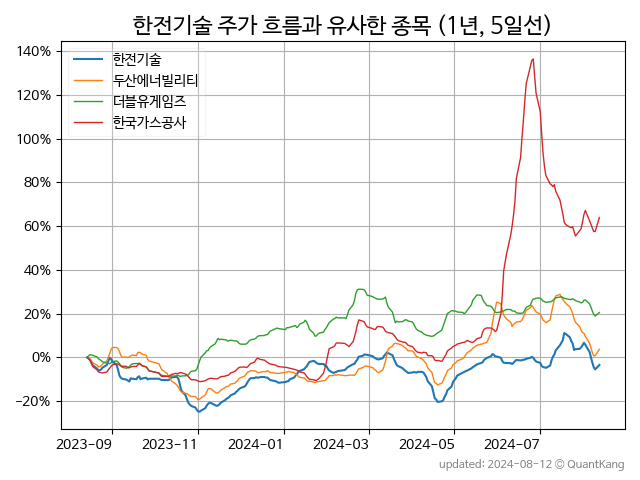 한전기술 주가 흐름과 유사한 종목 (1년, 5일선)
140%
120%
100%
80%
60%
40%
20%
0%
−20%
한전기술
두산에너빌리티
더블유게임즈
한국가스공사
2023−09
2023−11
2024−01
2024−03
2024−05
2024−07
updated: 2024−08−12 © QuantKang